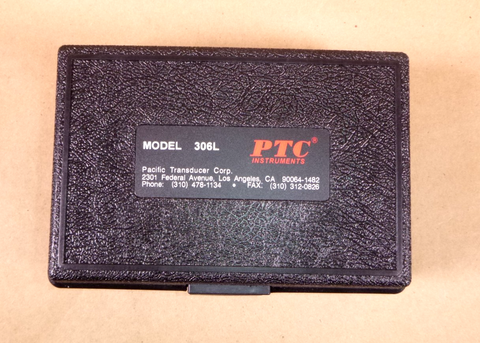 MODEL 306L
PTC®
INSTRUMENTS
Pacific Transducer Corp.
2301 Federal Avenue, Los Angeles, CA 90064-1482
Phone: (310) 478-1134 • FAX: (310) 312-0826